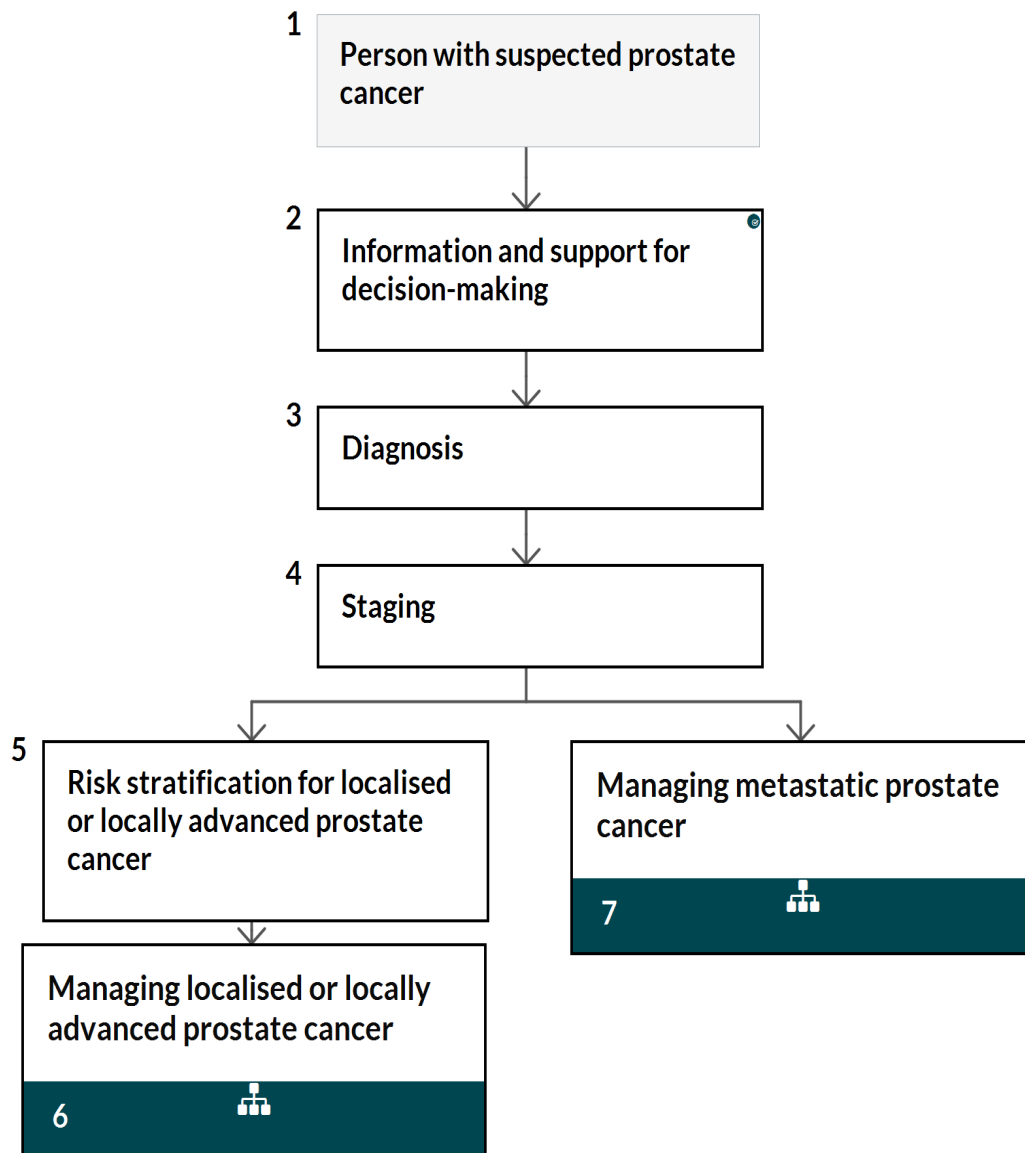 1
Person with suspected prostate
cancer
2
Information and support for
decision-making
3
Diagnosis
4
Staging
5
Risk stratification for localised
or locally advanced prostate
cancer
Managing metastatic prostate
cancer
7
Managing localised or locally
advanced prostate cancer
6